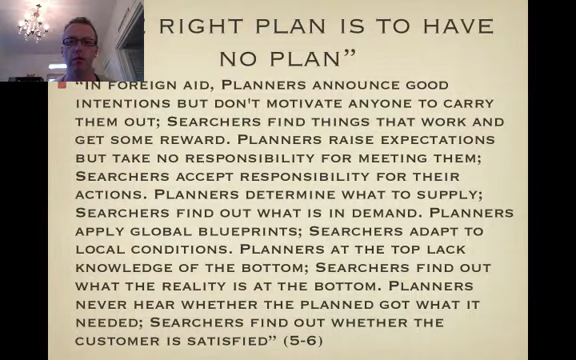 RIGHT PLAN IS TO HAVE
NO PLAN”
“IN FOREIGN AID, PLANNERS ANNOUNCE GOOD
INTENTIONS BUT DON'T MOTIVATE ANYONE TO CARRY
THEM OUT; SEARCHERS FIND THINGS THAT WORK AND
GET SOME REWARD. PLANNERS RAISE EXPECTATIONS
BUT TAKE NO RESPONSIBILITY FOR MEETING THEM;
SEARCHERS ACCEPT RESPONSIBILITY FOR THEIR
ACTIONS. PLANNERS DETERMINE WHAT TO SUPPLY;
SEARCHERS FIND OUT WHAT IS IN DEMAND. PLANNERS
APPLY GLOBAL BLUEPRINTS; SEARCHERS ADAPT TO
LOCAL CONDITIONS. PLANNERS AT THE TOP LACK
KNOWLEDGE OF THE BOTTOM; SEARCHERS FIND OUT
WHAT THE REALITY IS AT THE BOTTOM. PLANNERS
NEVER HEAR WHETHER THE PLANNED GOT WHAT IT
NEEDED; SEARCHERS FIND OUT WHETHER THE
CUSTOMER IS SATISFIED” (5-6)